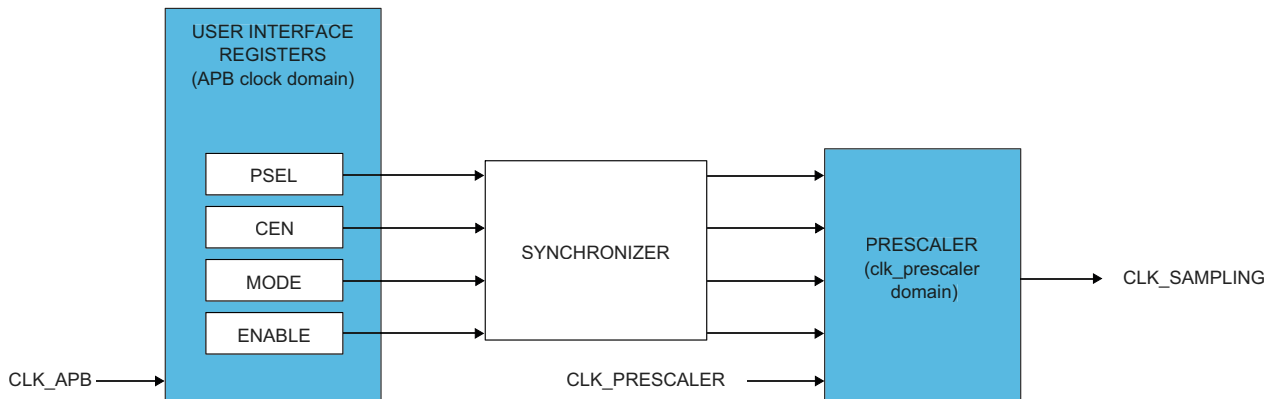 USER INTERFACE
REGISTERS
(APB clock domain)
PSEL
CEN
MODE
ENABLE
CLK_APB
SYNCHRONIZER
CLK_PRESCALER
PRESCALER
(clk_prescaler
domain)
CLK_SAMPLING